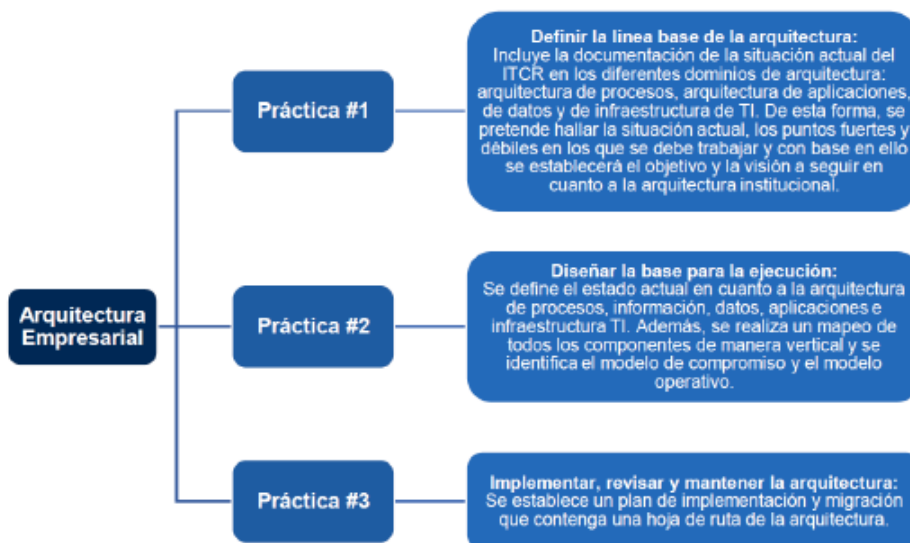 Definir la linea base de la arquitectura:
Incluye la documentación de la situación actual del
ITCR en los diferentes dominios de arquitectura:
arquitectura de procesos, arquitectura de aplicaciones,
de datos y de infraestructura de TI. De esta forma, se
pretende hallar la situación actual, los puntos fuertes y
débiles en los que se debe trabajar y con base en ello
se establecerá el objetivo y la visión a seguir en
cuanto a la arquitectura institucional.
Práctica #1
Diseñar la base para la ejecución:
Se define el estado actual en cuanto a la arquitectura
de procesos, información, datos, aplicaciones e
infraestructura TI. Además, se realiza un mapeo de
todos los componentes de manera vertical y se
identifica el modelo de compromiso y el modelo
operativo.
Arquitectura
Empresarial
Práctica #2
Implementar, revisar y mantener la arquitectura:
Se establece un plan de implementación y migración
que contenga una hoja de ruta de la arquitectura.
Práctica #3